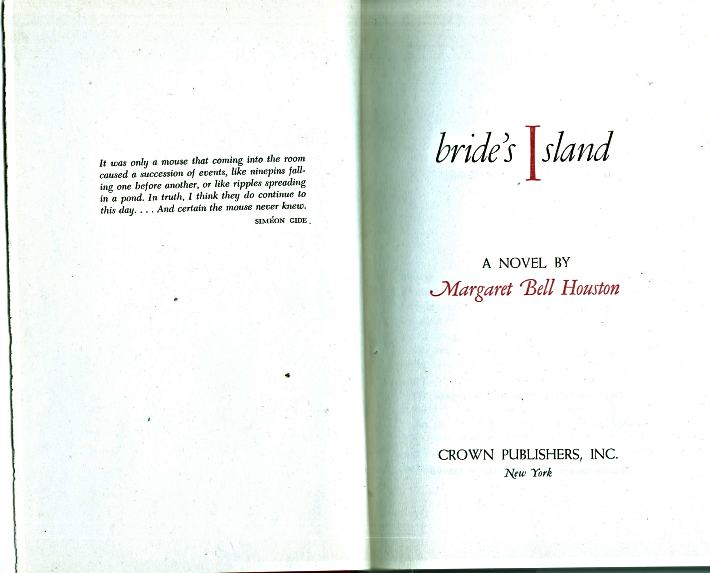 It was only a mouse that coming into the room
caused a succession of events, like ninepins fall-
ing one before another, or like ripples spreading
in a pond. In truth, I think they do continue to
this day. . . . And certain the mouse never knew.
SIMÉON GIDE.
bride's Island
A NOVEL BY
Margaret Bell Houston
CROWN PUBLISHERS, INC.
New York